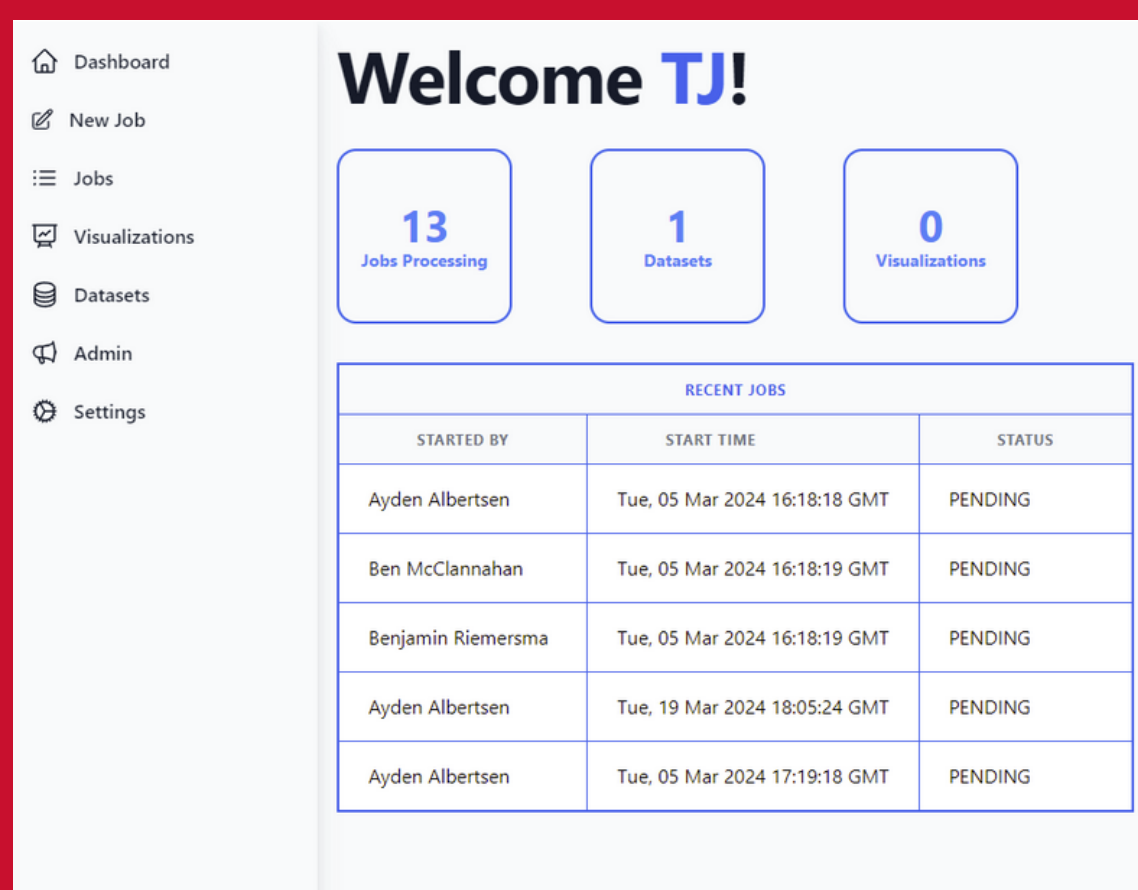 Dashboard
New Job
Jobs
Visualizations
Datasets
Admin
Settings
Welcome TJ!
13
Jobs Processing
1
Datasets
0
Visualizations
RECENT JOBS
STARTED BY START TIME STATUS
Ayden Albertsen Tue, 05 Mar 2024 16:18:18 GMT PENDING
Ben McClannahan Tue, 05 Mar 2024 16:18:19 GMT PENDING
Benjamin Riemersma Tue, 05 Mar 2024 16:18:19 GMT PENDING
Ayden Albertsen Tue, 19 Mar 2024 18:05:24 GMT PENDING
Ayden Albertsen Tue, 05 Mar 2024 17:19:18 GMT PENDING